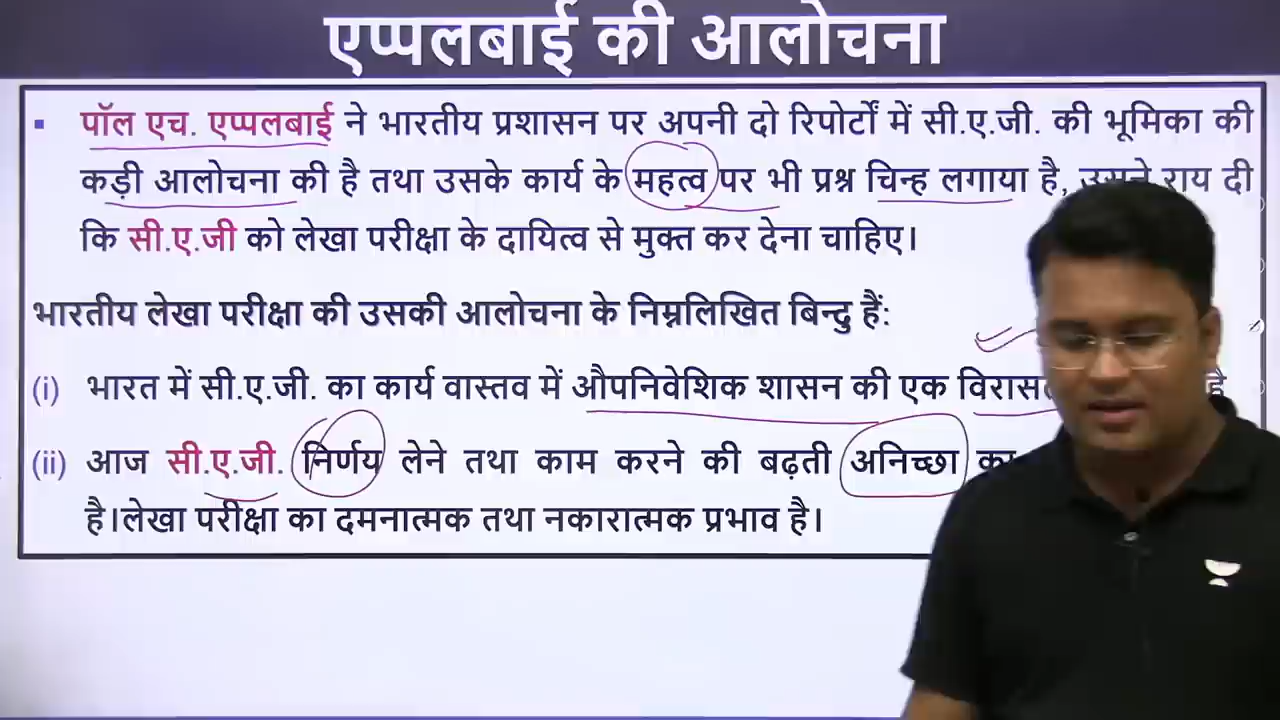 एप्पलबाई की आलोचना
▪ पॉल एच. एप्पलबाई ने भारतीय प्रशासन पर अपनी दो रिपोर्टों में सी.ए.जी. की भूमिका की
कड़ी आलोचना की है तथा उसके कार्य के महत्व पर भी प्रश्न चिन्ह लगाया है, उसने राय दी
कि सी.ए.जी को लेखा परीक्षा के दायित्व से मुक्त कर देना चाहिए।
भारतीय लेखा परीक्षा की उसकी आलोचना के निम्नलिखित बिन्दु हैं:
(i) भारत में सी.ए.जी. का कार्य वास्तव में औपनिवेशिक शासन की एक है
(ii) आज सी.ए.जी. निर्णय लेने तथा काम करने की बढ़ती अनिच्छा
है।लेखा परीक्षा का दमनात्मक तथा नकारात्मक प्रभाव है।